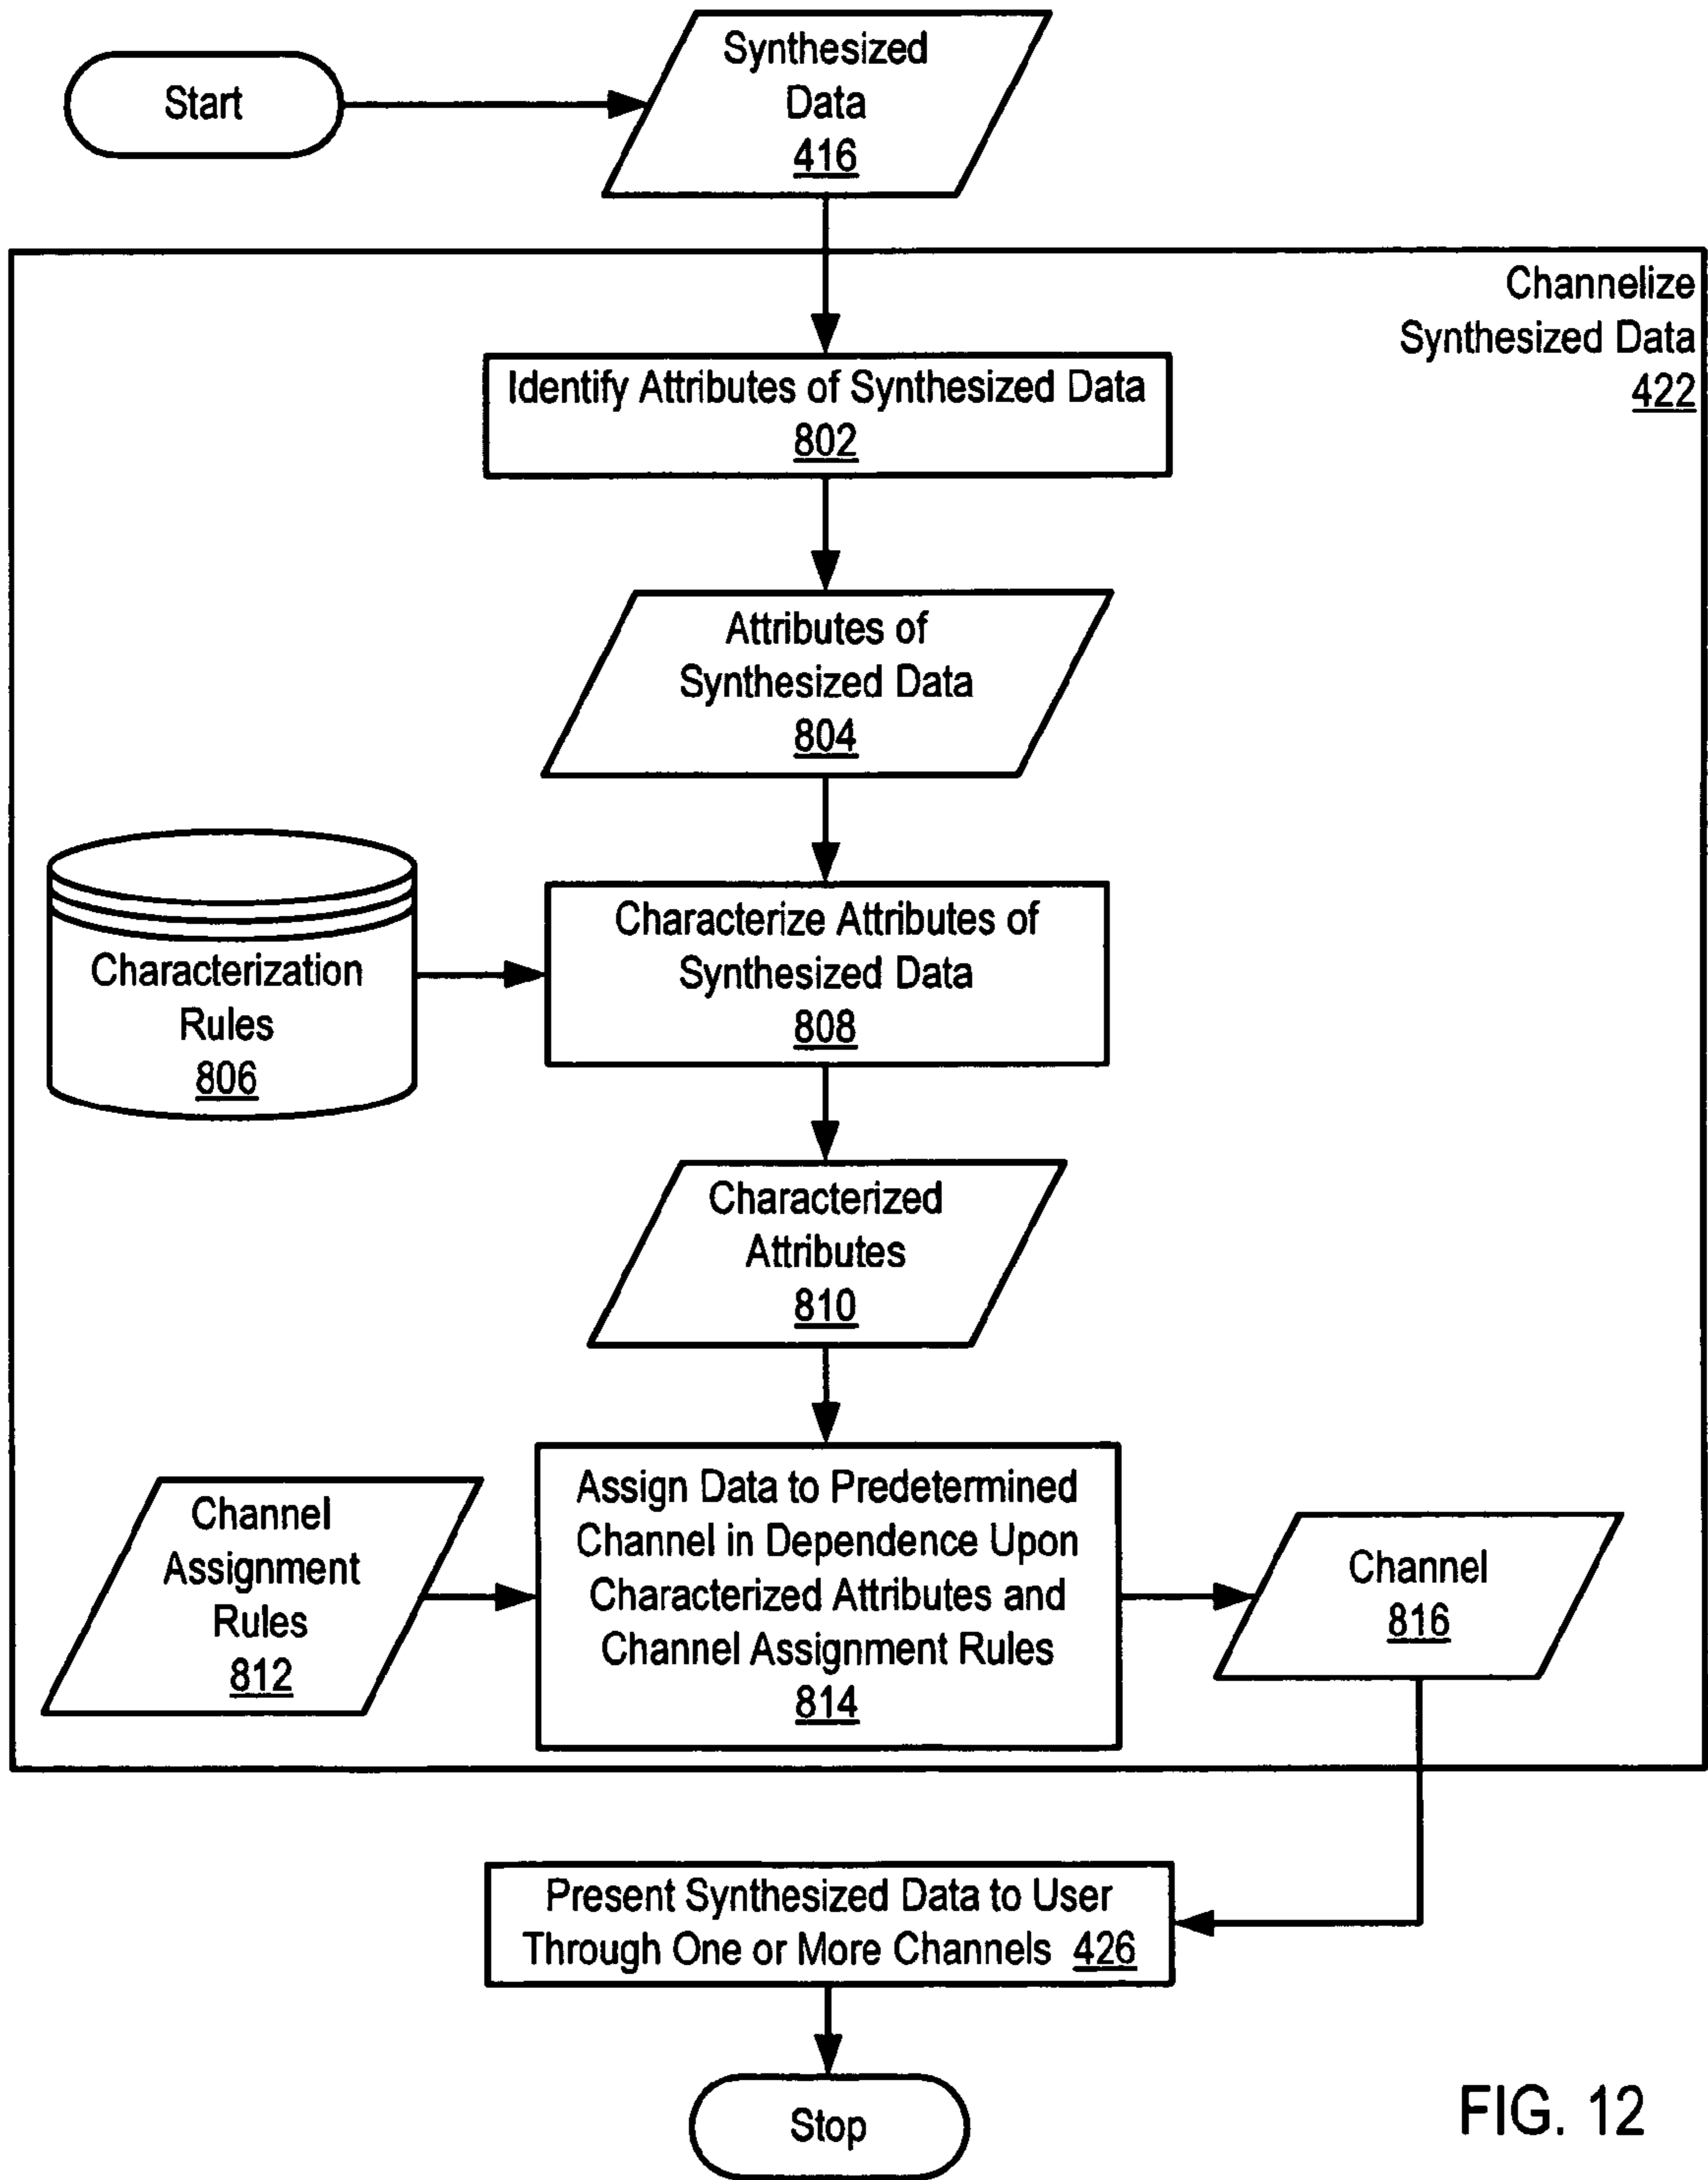 Start
Synthesized
Data
416
Channelize
Synthesized Data
422
Identify Attributes of Synthesized Data
802
Attributes of
Synthesized Data
804
Characterization
Rules
806
Characterize Attributes of
Synthesized Data
808
Characterized
Attributes
810
Channel
Assignment
Rules
812
Assign Data to Predetermined
Channel in Dependence Upon
Characterized Attributes and
Channel Assignment Rules
814
Channel
816
Present Synthesized Data to User
Through One or More Channels 426
Stop
FIG. 12